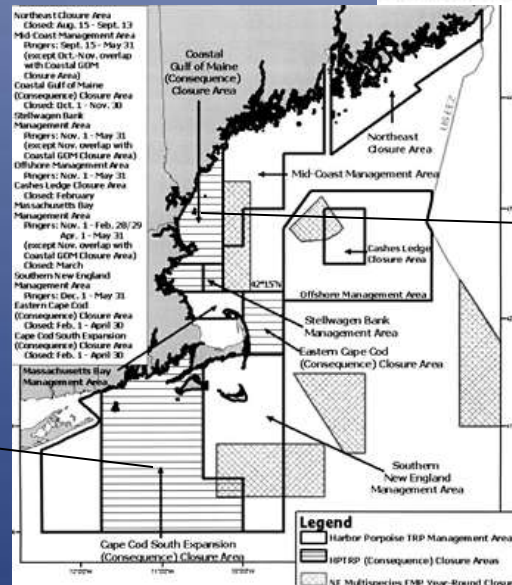 Northeast Closure Area
Closed: Aug. 15 - Sept. 13
Mid-Coast Management Area
Pingers: Sept. 15 - May 31
(except Oct.-Nov. overlap
with Coastal GOM
Closure Area)
Coastal Gulf of Maine
(Consequence) Closure Area
Closed: Oct. 1 - Nov. 30
Stellwagen Bank
Management Area
Pingers: Nov. 1 - May 31
(except Nov. overlap with
Coastal GOM Closure Area)
Offshore Management Area
Pingers: Nov. 1 - May 31
Cashes Ledge Closure Area
Closed: February
Massachusetts Bay
Management Area
Pingers: Nov. 1 - Feb. 28/29
Apr. 1 - May 31
(except Nov. overlap with
Coastal GOM Closure Area)
Closed: March
Southern New England
Management Area
Pingers: Dec. 1 - May 31
Eastern Cape Cod
(Consequence) Closure Area
Closed: Feb. 1 - April 30
Cape Cod South Expansion
(Consequence) Closure Area
Closed: Feb. 1 - April 30
Massachusetts Bay
Management Area
Coastal
Gulf of Maine
(Consequence)
Closure Area
Northeast
Closure Area
Mid-Coast Management Area
Cashes Ledge
Closure Area
42°15'N
Offshore Management Area
Stellwagen Bank
Management Area
Eastern Cape Cod
(Consequence) Closure Area
Southern
New England
Management Area
Cape Cod South Expansion
(Consequence) Closure Area
Legend
Harbor Porpoise TRP Management Area
HPTRP (Consequence) Closure Areas
NE Multispecies FMP Year-Round Closure